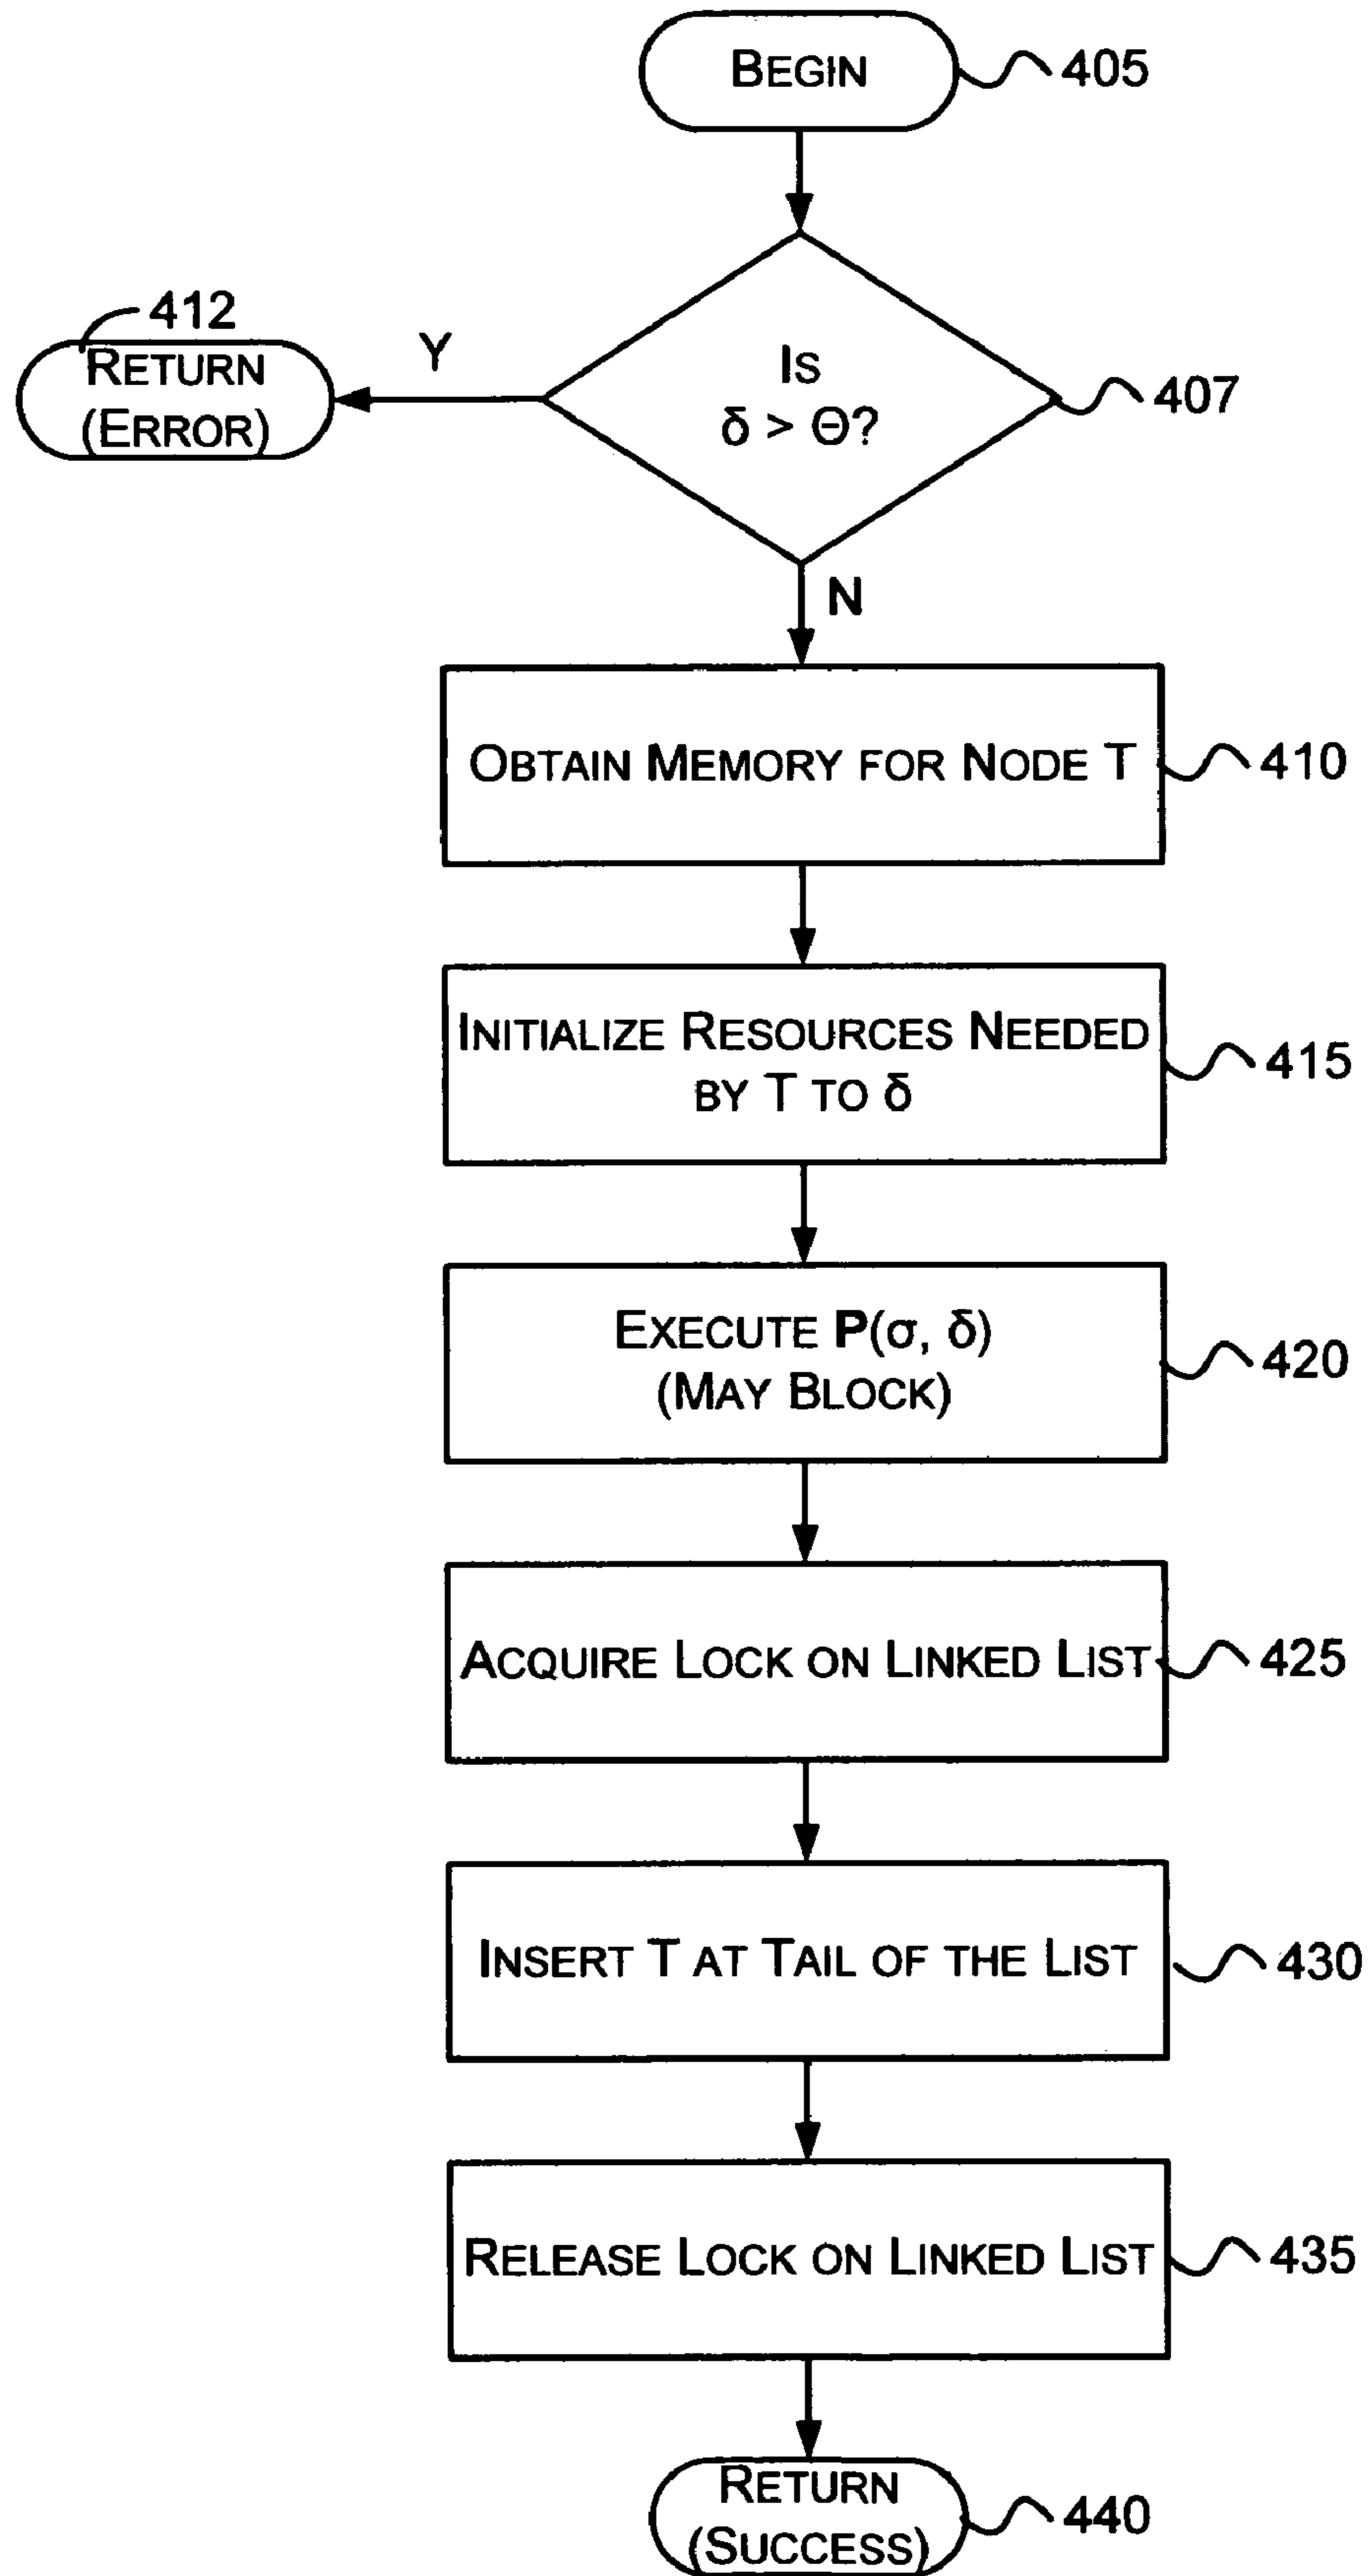 BEGIN
405
412
RETURN
(ERROR)
Y
IS
δ > Θ?
407
N
OBTAIN MEMORY FOR NODE T
410
INITIALIZE RESOURCES NEEDED
BY T TO δ
415
EXECUTE P(σ, δ)
(MAY BLOCK)
420
ACQUIRE LOCK ON LINKED LIST
425
INSERT T AT TAIL OF THE LIST
430
RELEASE LOCK ON LINKED LIST
435
RETURN
(SUCCESS)
440